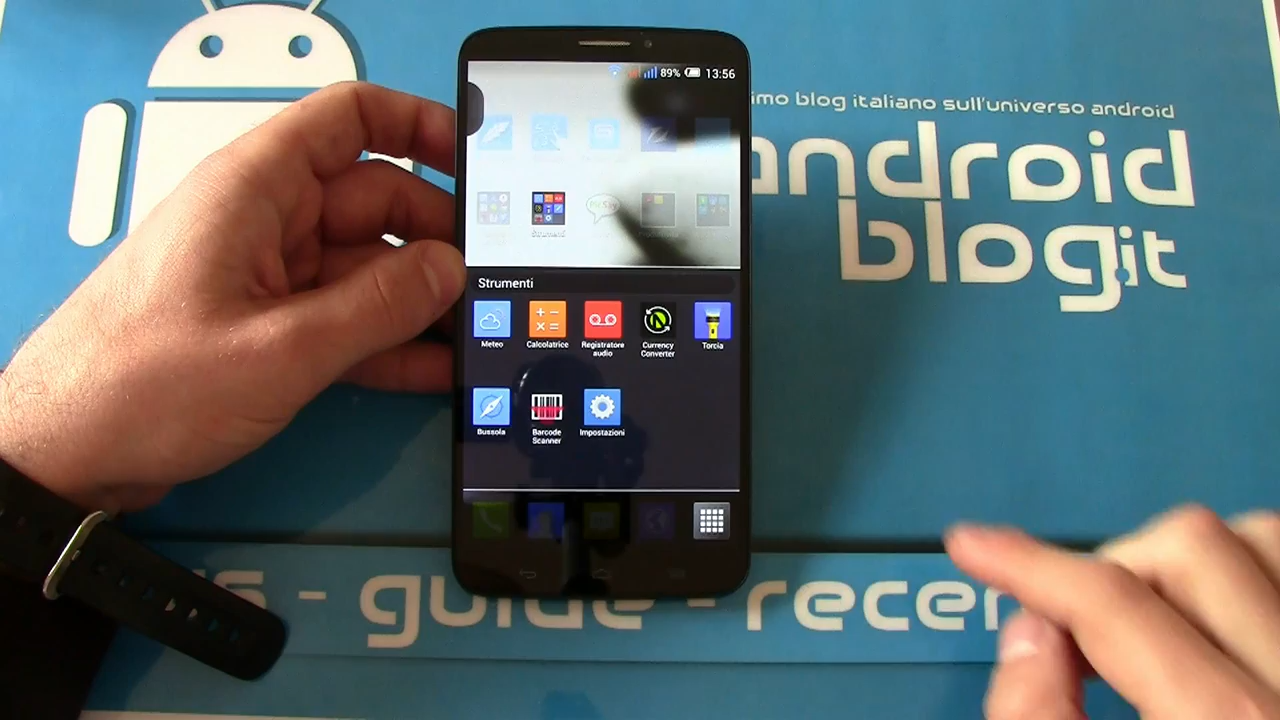 imo blog italiano sull'universo android
android
blogit
89% 13:56
Strumenti
Strumenti
Meteo
Calcolatrice
Registratore
audio
Currency
Converter
Torcia
Bussola
Barcode
Scanner
Impostazioni
s - guide - recen